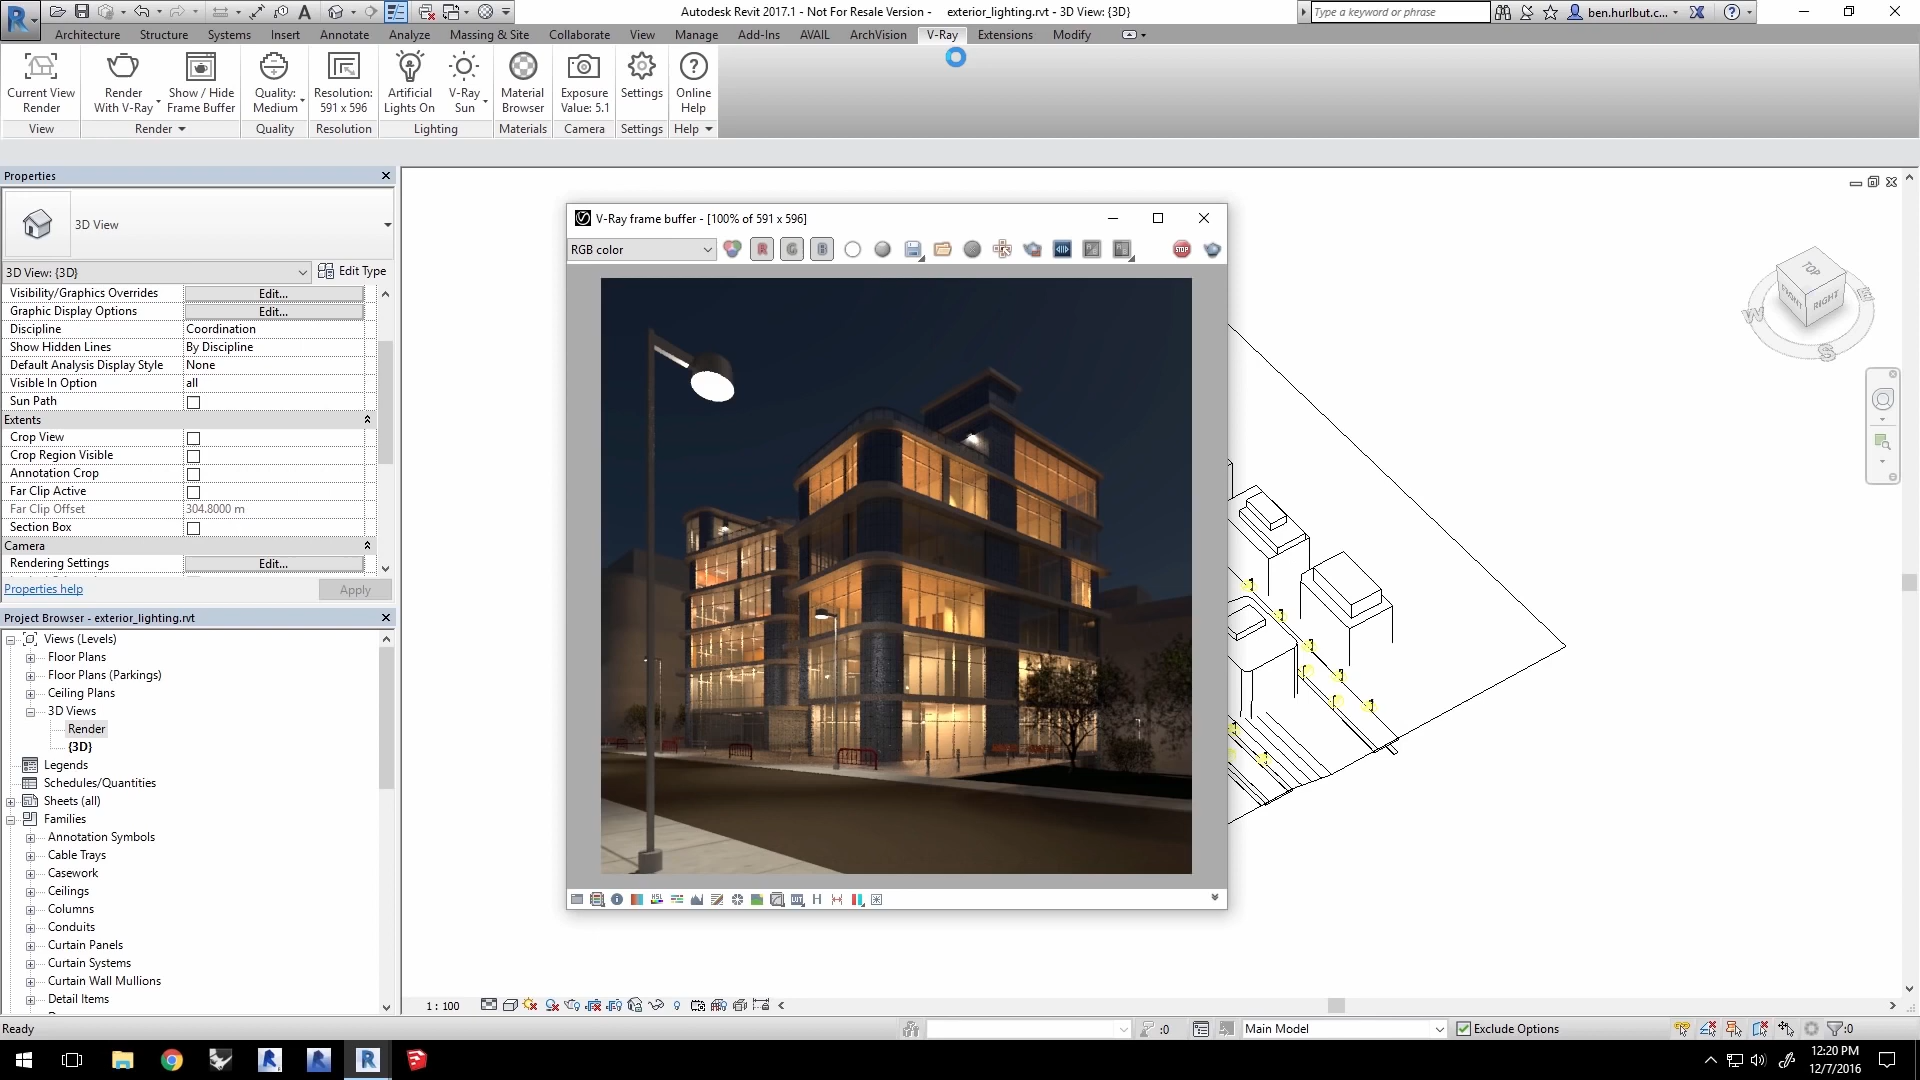 Autodesk Revit 2017.1 - Not For Resale Version - exterior_lighting.rvt - 3D View: {3D}
Type a keyword or phrase
ben.hurlbut.c...
Architecture Structure Systems Insert Annotate Analyze Massing & Site Collaborate View Manage Add-Ins AVAIL ArchVision V-Ray Extensions Modify
Current View Render
Render With V-Ray
Show / Hide Frame Buffer
Quality: Medium
Resolution: 591 x 596
Artificial Lights On
V-Ray Sun
Material Browser
Exposure Value: 5.1
Settings
Online Help
View Render Quality Resolution Lighting Materials Camera Settings Help
Properties
3D View
3D View: {3D}
Edit Type
Visibility/Graphics Overrides Edit...
Graphic Display Options Edit...
Discipline Coordination
Show Hidden Lines By Discipline
Default Analysis Display Style None
Visible In Option all
Sun Path
Extents
Crop View
Crop Region Visible
Annotation Crop
Far Clip Active
Far Clip Offset 304.8000 m
Section Box
Camera
Rendering Settings Edit...
Properties help
Apply
Project Browser - exterior_lighting.rvt
Views (Levels)
Floor Plans
Floor Plans (Parkings)
Ceiling Plans
3D Views
Render
{3D}
Legends
Schedules/Quantities
Sheets (all)
Families
Annotation Symbols
Cable Trays
Casework
Ceilings
Columns
Conduits
Curtain Panels
Curtain Systems
Curtain Wall Mullions
Detail Items
V-Ray frame buffer - [100% of 591 x 596]
RGB color
R G B
STOP
TOP
FRONT
RIGHT
W
S
E
1 : 100
Ready
:0
Main Model
Exclude Options
:0
12:20 PM
12/7/2016